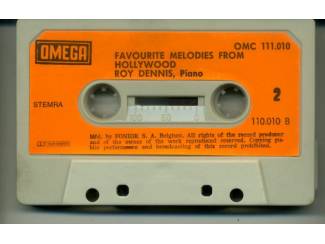 OMEGA
OMC 111.010
FAVOURITE MELODIES FROM
HOLLYWOOD
ROY DENNIS, Piano
STEMRA
2
110.010 B
Mfd. by FONIOR S. A. Belgium. All rights of the record producer
and of the owner of the work reproduced reserved. Copying pu-
blic performance and broadcasting of this record prohibited.